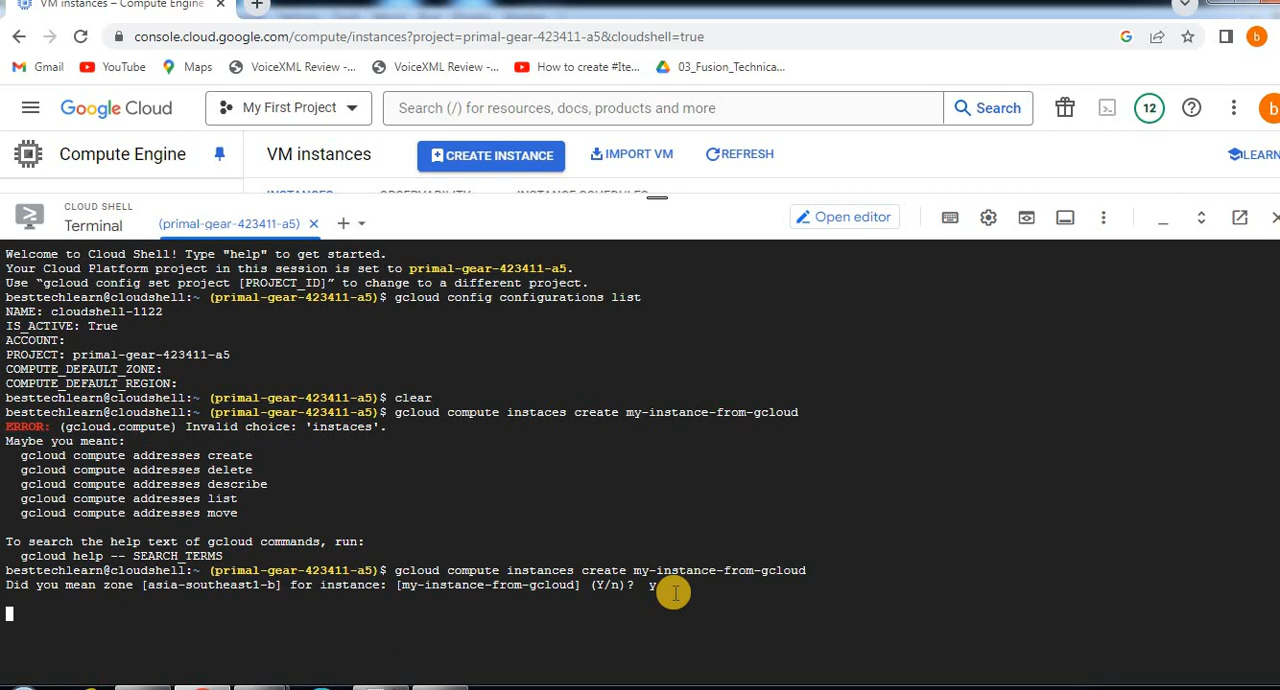 VM instances – Compute Engine
console.cloud.google.com/compute/instances?project=primal-gear-423411-a5&cloudshell=true
G
b
Gmail YouTube Maps VoiceXML Review -... VoiceXML Review -... How to create #Ite... 03_Fusion_Technica...
Google Cloud My First Project Search (/) for resources, docs, products and more Search 12 b
Compute Engine VM instances CREATE INSTANCE IMPORT VM REFRESH LEARN
INSTANCES OBSERVABILITY INSTANCE SCHEDULES
CLOUD SHELL
Terminal (primal-gear-423411-a5) Open editor
Welcome to Cloud Shell! Type "help" to get started.
Your Cloud Platform project in this session is set to primal-gear-423411-a5.
Use “gcloud config set project [PROJECT_ID]” to change to a different project.
besttechlearn@cloudshell:~ (primal-gear-423411-a5)$ gcloud config configurations list
NAME: cloudshell-1122
IS_ACTIVE: True
ACCOUNT:
PROJECT: primal-gear-423411-a5
COMPUTE_DEFAULT_ZONE:
COMPUTE_DEFAULT_REGION:
besttechlearn@cloudshell:~ (primal-gear-423411-a5)$ clear
besttechlearn@cloudshell:~ (primal-gear-423411-a5)$ gcloud compute instaces create my-instance-from-gcloud
ERROR: (gcloud.compute) Invalid choice: 'instaces'.
Maybe you meant:
gcloud compute addresses create
gcloud compute addresses delete
gcloud compute addresses describe
gcloud compute addresses list
gcloud compute addresses move
To search the help text of gcloud commands, run:
gcloud help -- SEARCH_TERMS
besttechlearn@cloudshell:~ (primal-gear-423411-a5)$ gcloud compute instances create my-instance-from-gcloud
Did you mean zone [asia-southeast1-b] for instance: [my-instance-from-gcloud] (Y/n)? y